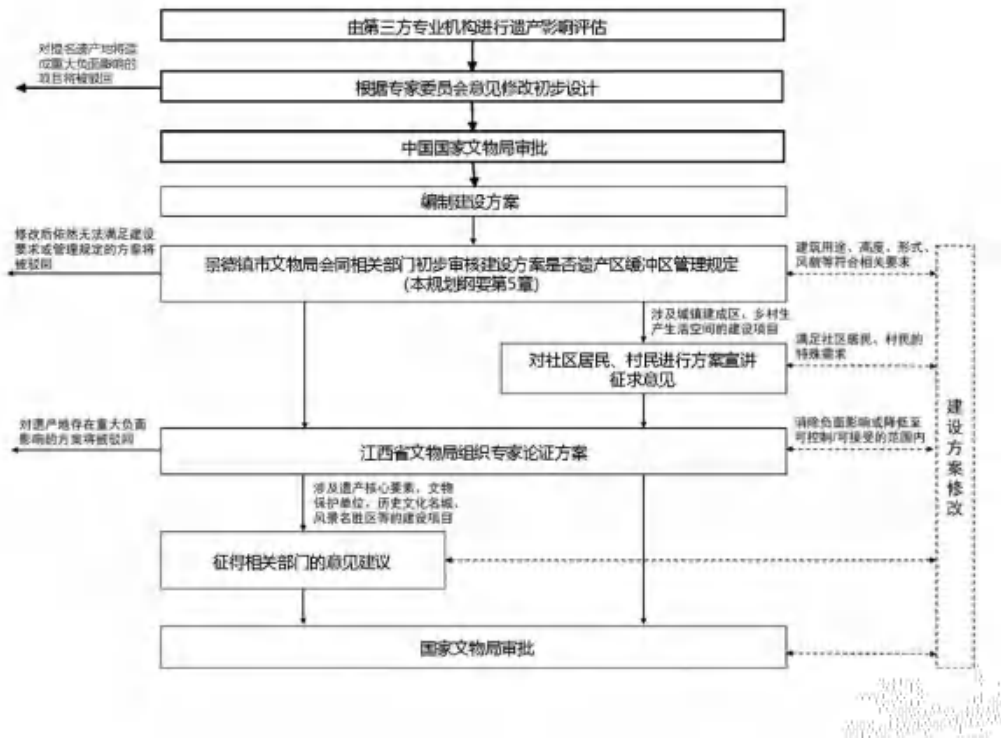 由第三方专业机构进行遗产影响评估
对提名遗产地将造
成重大负面影响的
项目将被驳回
根据专家委员会意见修改初步设计
中国国家文物局审批
编制建设方案
修改后依然无法满足建设
要求或管理规定的方案将
被驳回
景德镇市文物局会同相关部门初步审核建设方案是否遗产区缓冲区管理规定
(本规划纲要第5章)
建筑用途、高度、形式、
风貌等符合相关要求
涉及城镇建成区、乡村生
产生活空间的建设项目
对社区居民、村民进行方案宣讲
征求意见
满足社区居民、村民的
特殊需求
对遗产地存在重大负面
影响的方案将被驳回
江西省文物局组织专家论证方案
消除负面影响或降低至
可控制/可接受的范围内
建设方案修改
涉及遗产核心要素、文物
保护单位、历史文化名城、
风景名胜区等的建设项目
征得相关部门的意见建议
国家文物局审批